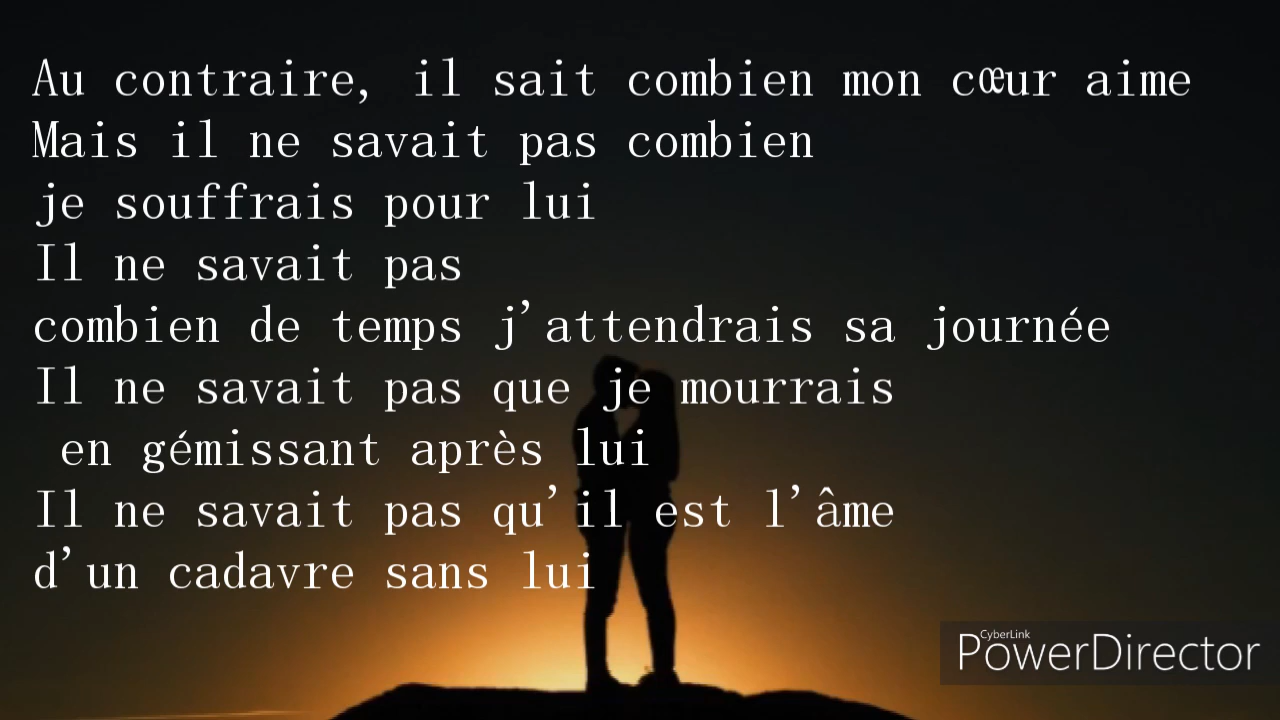 Au contraire, il sait combien mon cœur aime
Mais il ne savait pas combien
je souffrais pour lui
Il ne savait pas
combien de temps j'attendrais sa journée
Il ne savait pas que je mourrais
en gémissant après lui
Il ne savait pas qu'il est l'âme
d'un cadavre sans lui
CyberLink
PowerDirector